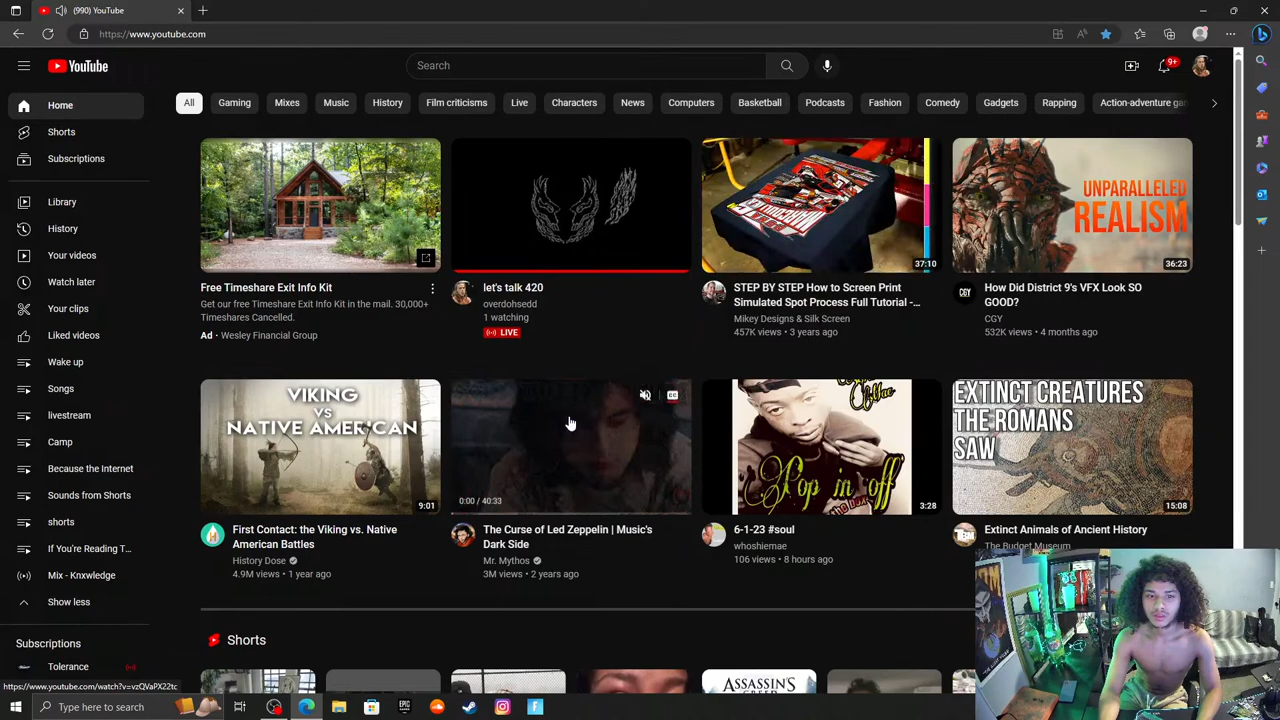 (990) YouTube
https://www.youtube.com
YouTube
Search
9+
Home
Shorts
Subscriptions
Library
History
Your videos
Watch later
Your clips
Liked videos
Wake up
Songs
livestream
Camp
Because the Internet
Sounds from Shorts
shorts
If You're Reading T...
Mix - Knxwledge
Show less
Subscriptions
Tolerance
All
Gaming
Mixes
Music
History
Film criticisms
Live
Characters
News
Computers
Basketball
Podcasts
Fashion
Comedy
Gadgets
Rapping
Action-adventure gar
Free Timeshare Exit Info Kit
Get our free Timeshare Exit Info Kit in the mail. 30,000+
Timeshares Cancelled.
Ad · Wesley Financial Group
let's talk 420
overdohsedd
1 watching
LIVE
37:10
STEP BY STEP How to Screen Print
Simulated Spot Process Full Tutorial -...
Mikey Designs & Silk Screen
457K views • 3 years ago
UNPARALLELED
REALISM
36:23
CGY
How Did District 9's VFX Look SO
GOOD?
CGY
532K views • 4 months ago
VIKING
VS
NATIVE AMERICAN
9:01
First Contact: the Viking vs. Native
American Battles
History Dose
4.9M views • 1 year ago
CC
0:00 / 40:33
The Curse of Led Zeppelin | Music's
Dark Side
Mr. Mythos
3M views • 2 years ago
Pop in off
3:28
6-1-23 #soul
whoshiemae
106 views • 8 hours ago
EXTINCT CREATURES
THE ROMANS
SAW
15:08
Extinct Animals of Ancient History
The Budget Museum
Shorts
ASSASSIN'S
https://www.youtube.com/watch?v=vzQVaPX22tc
Type here to search
EPIC